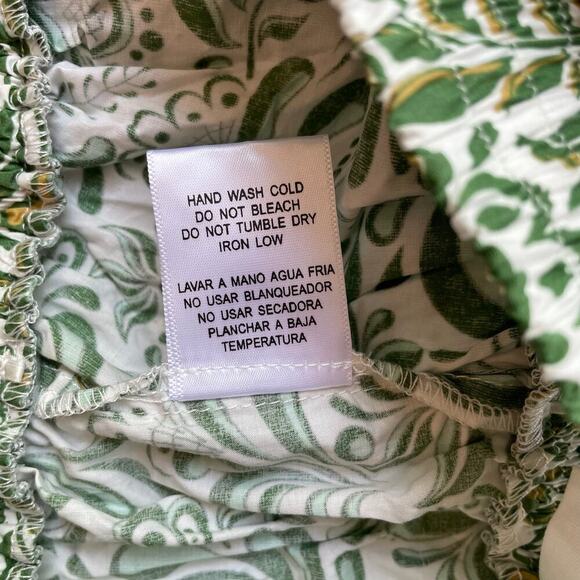 HAND WASH COLD
DO NOT BLEACH
DO NOT TUMBLE DRY
IRON LOW
LAVAR A MANO AGUA FRIA
NO USAR BLANQUEADOR
NO USAR SECADORA
PLANCHAR A BAJA
TEMPERATURA